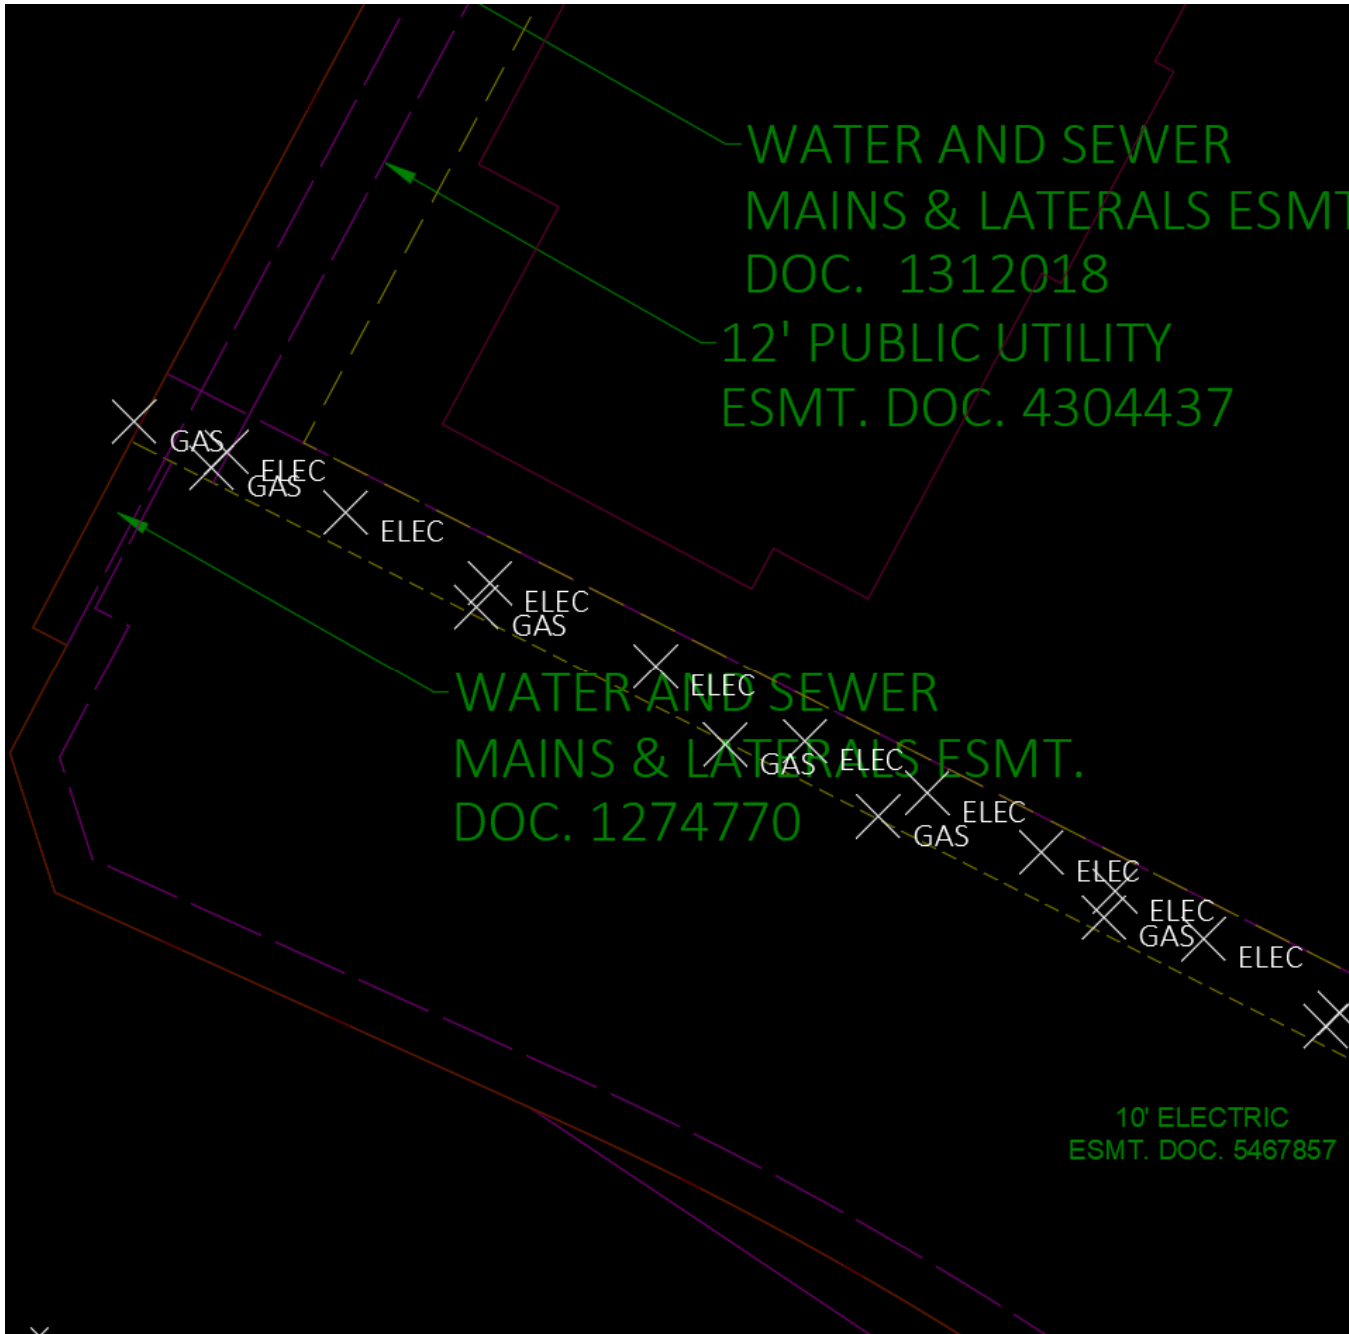 WATER AND SEWER
MAINS & LATERALS ESMT
DOC. 1312018
12' PUBLIC UTILITY
ESMT. DOC. 4304437
GAS
ELEC
GAS
ELEC
ELEC
GAS
ELEC
WATER AND SEWER
MAINS & LATERALS ESMT.
DOC. 1274770
ELEC
GAS
ELEC
GAS
ELEC
ELEC
GAS
ELEC
10' ELECTRIC
ESMT. DOC. 5467857